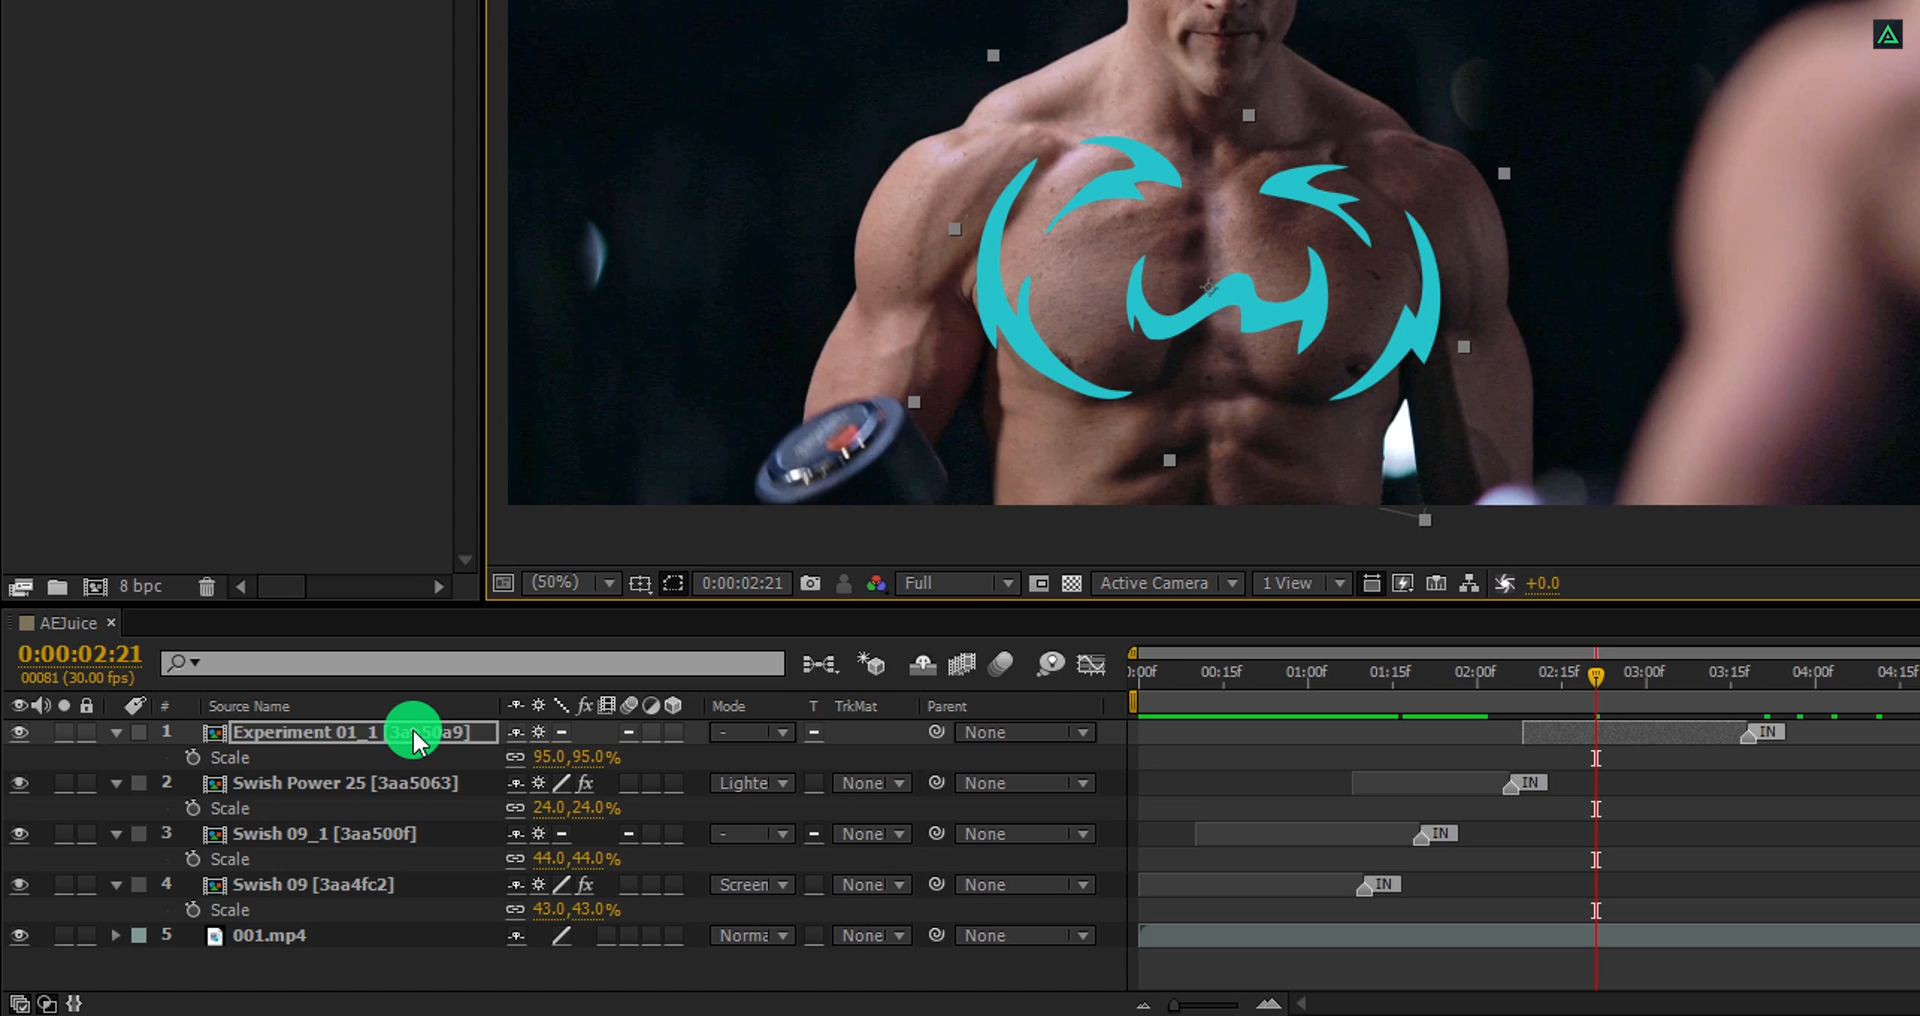 8 bpc
(50%) 0:00:02:21 Full Active Camera 1 View +0.0
AEJuice ×
0:00:02:21
00081 (30.00 fps)
:00f 00:15f 01:00f 01:15f 02:00f 02:15f 03:00f 03:15f 04:00f 04:15f
# Source Name fx Mode T TrkMat Parent
1 Experiment 01_1 [3aa50a9] - None IN
Scale 95.0,95.0%
2 Swish Power 25 [3aa5063] fx Lighte None None IN
Scale 24.0,24.0%
3 Swish 09_1 [3aa500f] - None None IN
Scale 44.0,44.0%
4 Swish 09 [3aa4fc2] fx Screen None None IN
Scale 43.0,43.0%
5 001.mp4 Norma None None